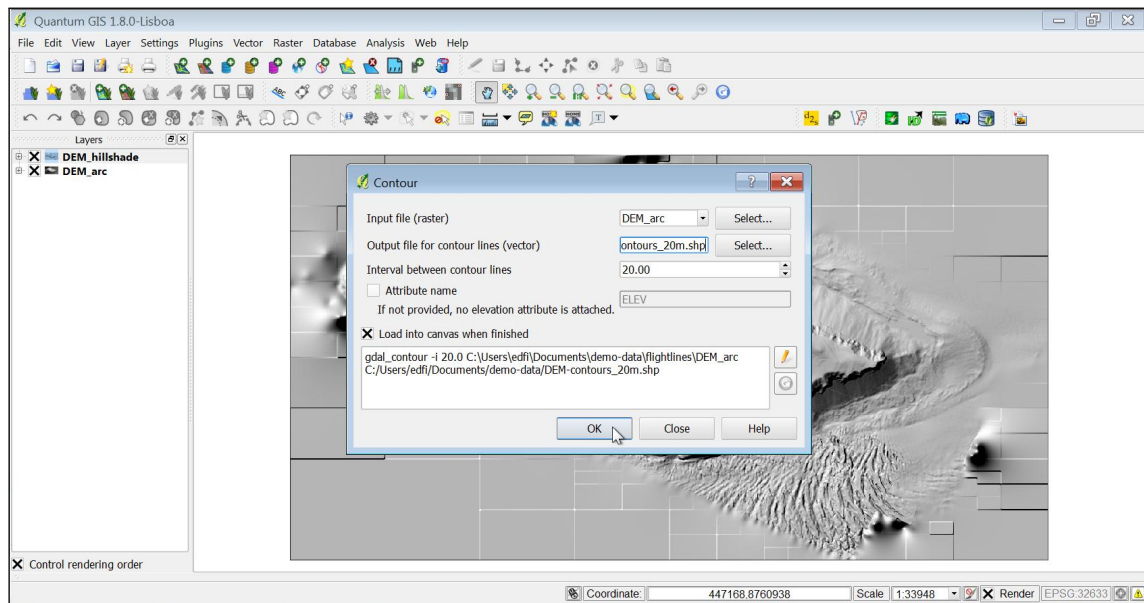 Quantum GIS 1.8.0-Lisboa
File Edit View Layer Settings Plugins Vector Raster Database Analysis Web Help
Layers
DEM_hillshade
DEM_arc
Contour
Input file (raster) DEM_arc Select...
Output file for contour lines (vector) ontours_20m.shp Select...
Interval between contour lines 20.00
Attribute name
If not provided, no elevation attribute is attached. ELEV
Load into canvas when finished
gdal_contour -i 20.0 C:\Users\edfi\Documents\demo-data\flightlines\DEM_arc
C:/Users/edfi/Documents/demo-data/DEM-contours_20m.shp
OK Close Help
Control rendering order
Coordinate: 447168,8760938 Scale 1:33948 Render EPSG:32633